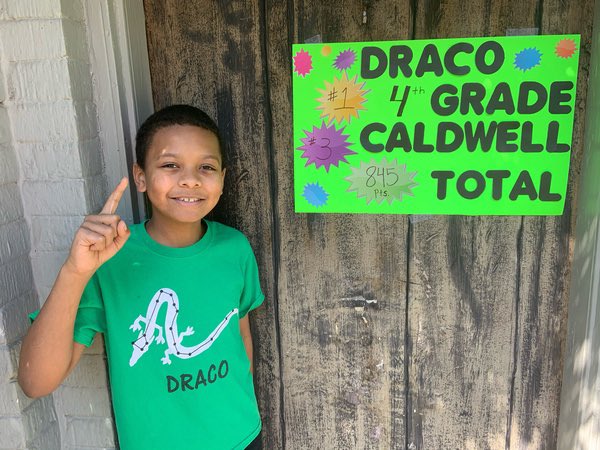 DRACO
#1
4th GRADE
#3
CALDWELL
845
Pts.
TOTAL
DRACO